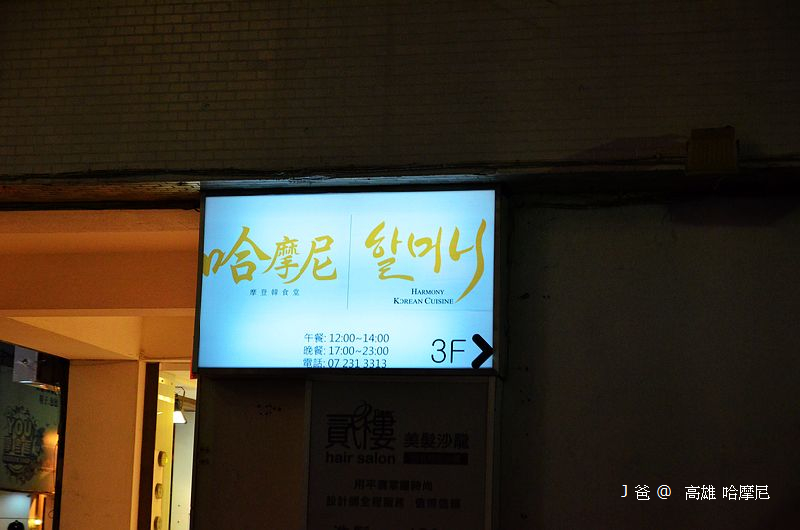 哈摩尼
摩登韓食堂
할머니
HARMONY
KOREAN CUISINE
午餐: 12:00~14:00
晚餐: 17:00~23:00
電話: 07 231 3313
3F
貳樓
美髮沙龍
hair salon
J 爸 @ 高雄 哈摩尼